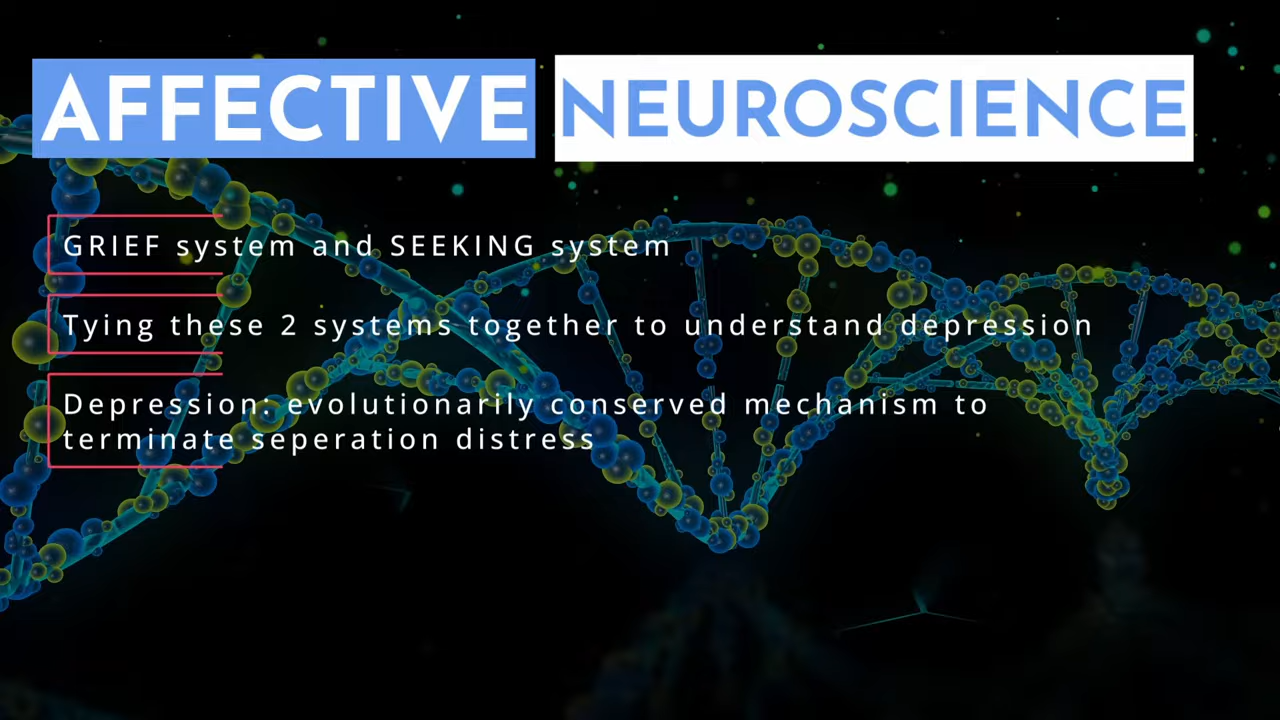 AFFECTIVE NEUROSCIENCE
GRIEF system and SEEKING system
Tying these 2 systems together to understand depression
Depression: evolutionarily conserved mechanism to
terminate seperation distress